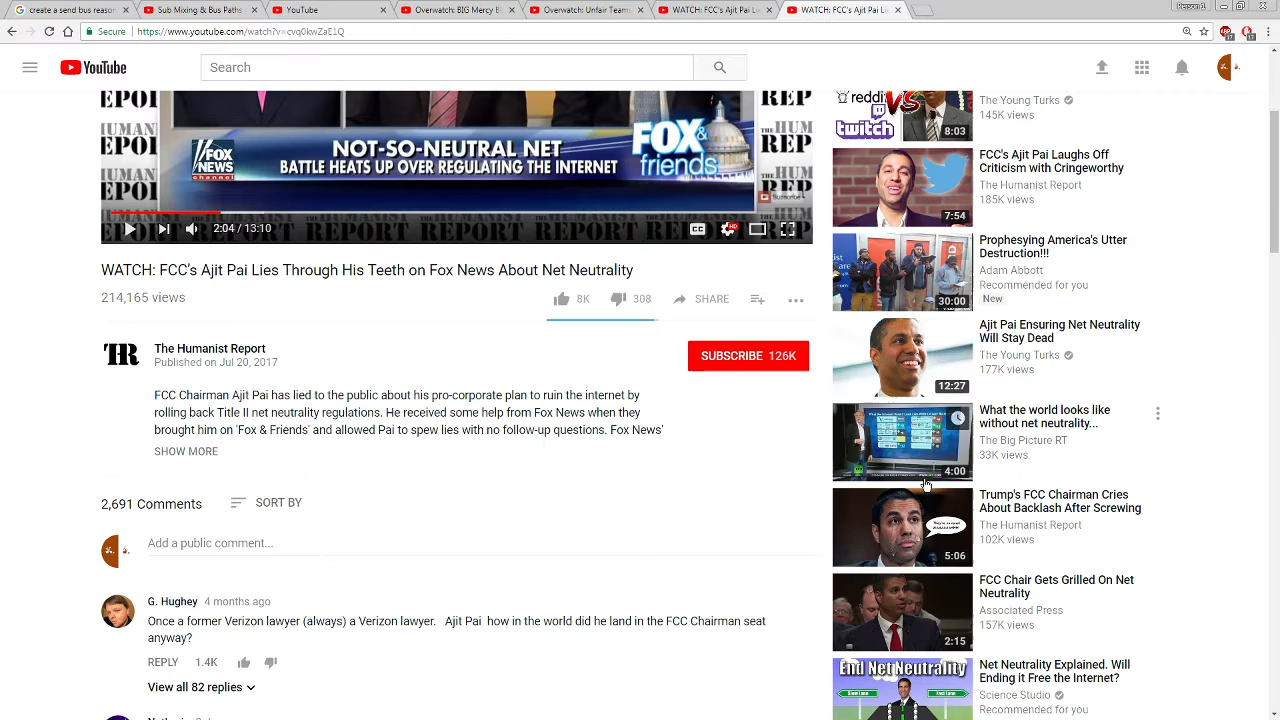 create a send bus reason
Sub Mixing & Bus Paths
YouTube
Overwatch: BIG Mercy B
Overwatch: Unfair Teams
WATCH: FCC's Ajit Pai Li
WATCH: FCC's Ajit Pai Li
Secure
https://www.youtube.com/watch?v=cvq0kwZaE1Q
YouTube
Search
NOT-SO-NEUTRAL NET
BATTLE HEATS UP OVER REGULATING THE INTERNET
FOX NEWS
channel
FOX &
friends
THE HUMANIST REPORT
Subscribe
2:04 / 13:10
CC
HD
WATCH: FCC's Ajit Pai Lies Through His Teeth on Fox News About Net Neutrality
214,165 views
8K
308
SHARE
THR
The Humanist Report
Published on Jul 20, 2017
SUBSCRIBE 126K
FCC Chairman Ajit Pai has lied to the public about his pro-corporate plan to ruin the internet by
rolling back Title II net neutrality regulations. He received some help from Fox News when they
brought him on 'Fox & Friends' and allowed Pai to spew lies with no follow-up questions. Fox News
SHOW MORE
2,691 Comments
SORT BY
Add a public comment...
G. Hughey 4 months ago
Once a former Verizon lawyer (always) a Verizon lawyer. Ajit Pai how in the world did he land in the FCC Chairman seat
anyway?
REPLY 1.4K
View all 82 replies
reddit
VS
twitch
8:03
The Young Turks
145K views
7:54
FCC's Ajit Pai Laughs Off
Criticism with Cringeworthy
The Humanist Report
185K views
30:00
Prophesying America's Utter
Destruction!!!
Adam Abbott
Recommended for you
New
12:27
Ajit Pai Ensuring Net Neutrality
Will Stay Dead
The Young Turks
177K views
4:00
What the world looks like
without net neutrality...
The Big Picture RT
33K views
5:06
Trump's FCC Chairman Cries
About Backlash After Screwing
The Humanist Report
102K views
2:15
FCC Chair Gets Grilled On Net
Neutrality
Associated Press
157K views
End Net Neutrality
Net Neutrality Explained. Will
Ending it Free the Internet?
Science Studio
Recommended for you